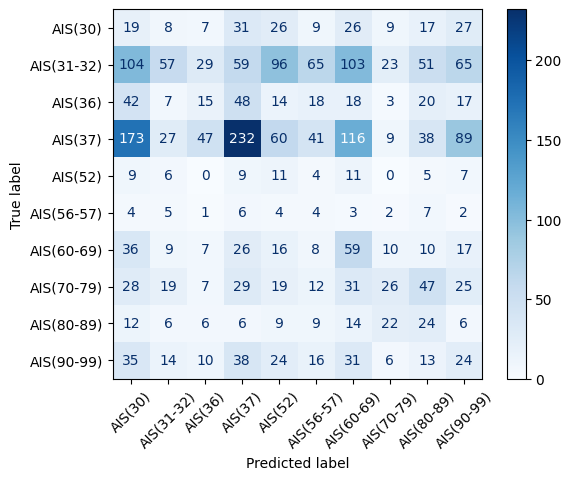 AIS(30) 19 8 7 31 26 9 26 9 17 27
AIS(31-32) 104 57 29 59 96 65 103 23 51 65
AIS(36) 42 7 15 48 14 18 18 3 20 17
AIS(37) 173 27 47 232 60 41 116 9 38 89
AIS(52) 9 6 0 9 11 4 11 0 5 7
AIS(56-57) 4 5 1 6 4 4 3 2 7 2
AIS(60-69) 36 9 7 26 16 8 59 10 10 17
AIS(70-79) 28 19 7 29 19 12 31 26 47 25
AIS(80-89) 12 6 6 6 9 9 14 22 24 6
AIS(90-99) 35 14 10 38 24 16 31 6 13 24
AIS(30) AIS(31-32) AIS(36) AIS(37) AIS(52) AIS(56-57) AIS(60-69) AIS(70-79) AIS(80-89) AIS(90-99)
Predicted label
True label
200
150
100
50
0